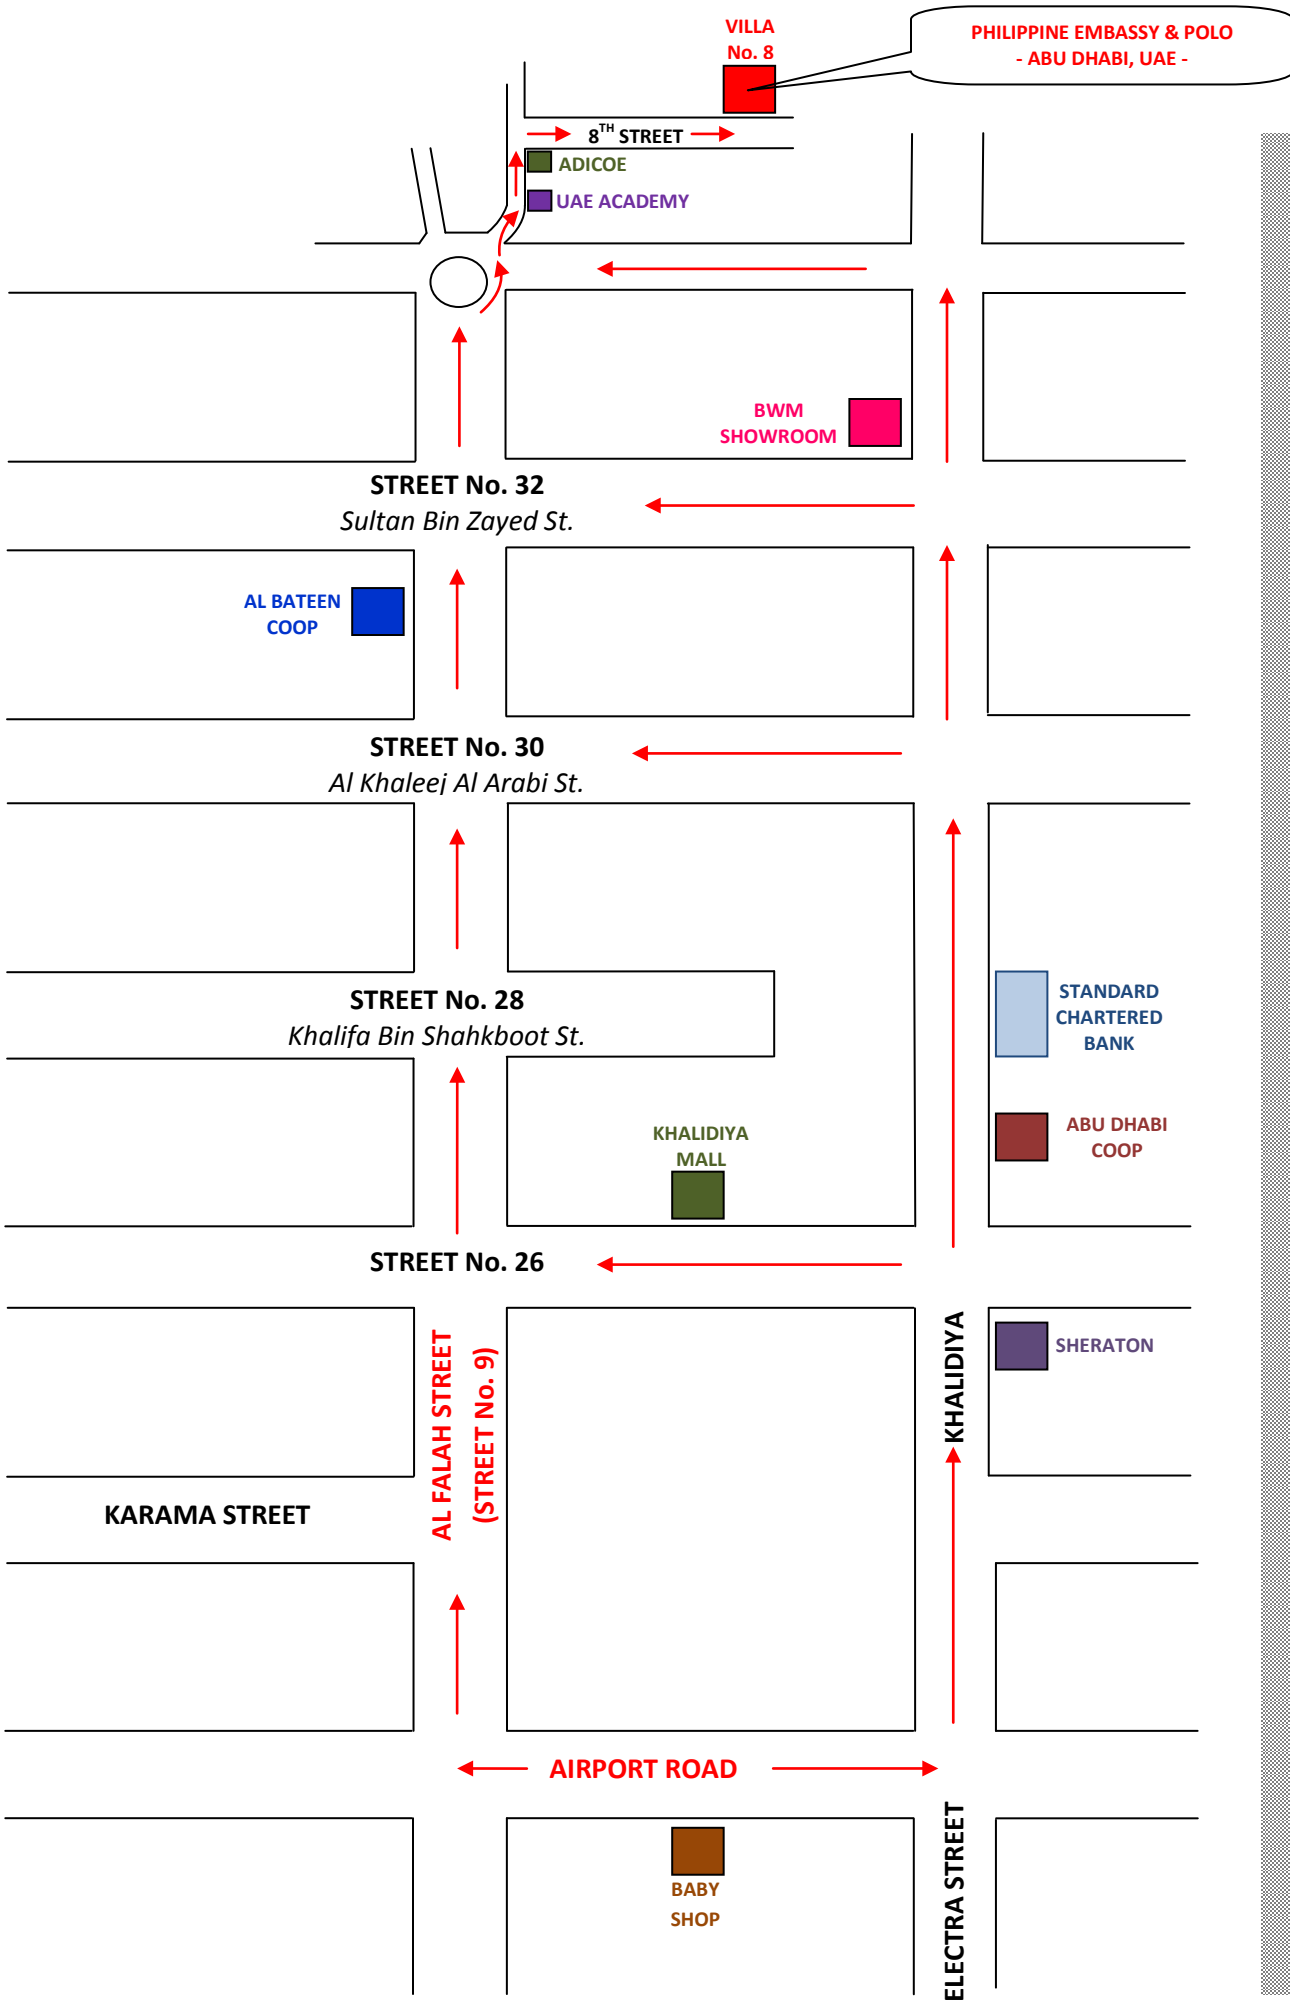 VILLA
No. 8
PHILIPPINE EMBASSY & POLO
- ABU DHABI, UAE -
8TH STREET
ADICOE
UAE ACADEMY
BWM
SHOWROOM
STREET No. 32
Sultan Bin Zayed St.
AL BATEEN
COOP
STREET No. 30
Al Khaleej Al Arabi St.
STREET No. 28
Khalifa Bin Shahkboot St.
STANDARD
CHARTERED
BANK
ABU DHABI
COOP
KHALIDIYA
MALL
STREET No. 26
AL FALAH STREET
(STREET No. 9)
KHALIDIYA
SHERATON
KARAMA STREET
AIRPORT ROAD
BABY
SHOP
ELECTRA STREET